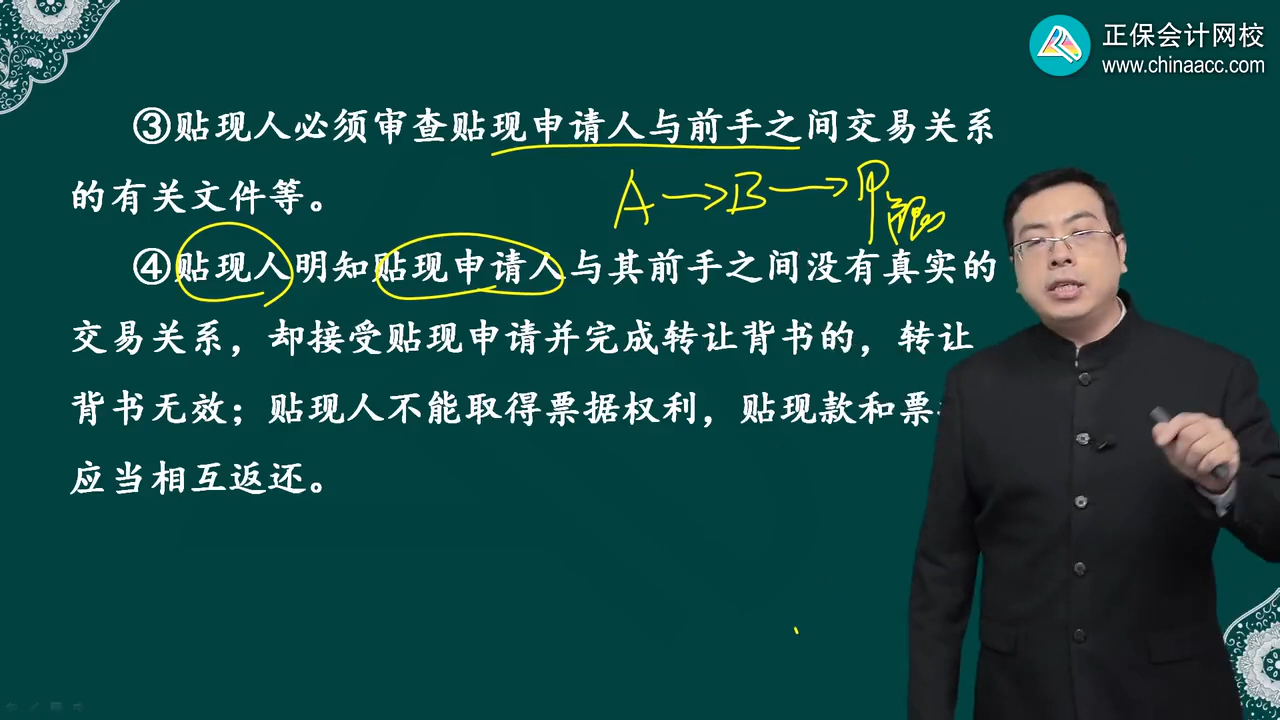 正保会计网校
www.chinaacc.com
③贴现人必须审查贴现申请人与前手之间交易关系
的有关文件等。
A→B→甲
④贴现人明知贴现申请人与其前手之间没有真实的
交易关系，却接受贴现申请并完成转让背书的，转让
背书无效；贴现人不能取得票据权利，贴现款和票
应当相互返还。